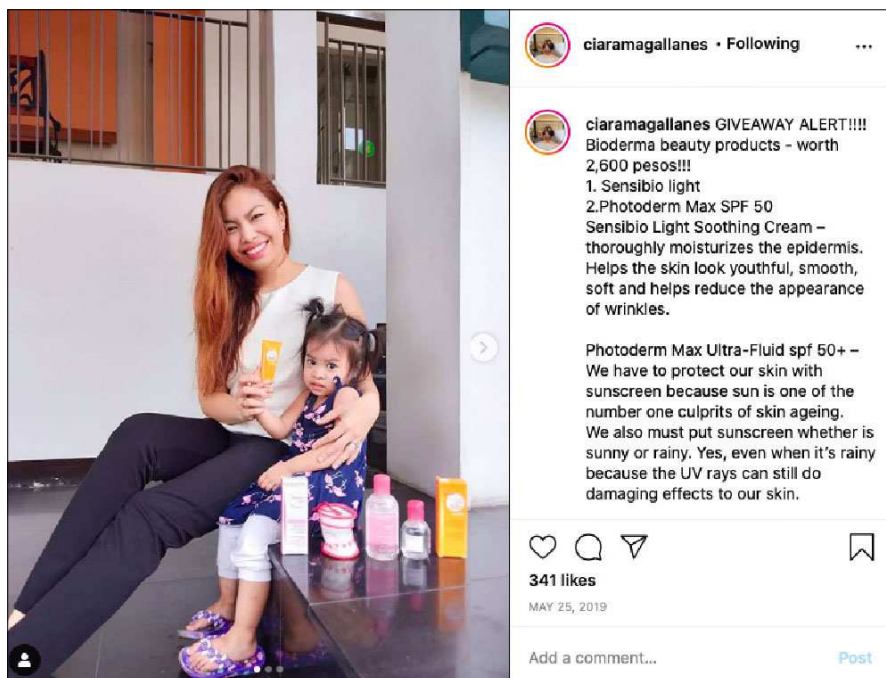 ciaramagallanes • Following
ciaramagallanes GIVEAWAY ALERT!!!!
Bioderma beauty products - worth
2,600 pesos!!!
1. Sensibio light
2.Photoderm Max SPF 50
Sensibio Light Soothing Cream –
thoroughly moisturizes the epidermis.
Helps the skin look youthful, smooth,
soft and helps reduce the appearance
of wrinkles.
Photoderm Max Ultra-Fluid spf 50+ –
We have to protect our skin with
sunscreen because sun is one of the
number one culprits of skin ageing.
We also must put sunscreen whether is
sunny or rainy. Yes, even when it's rainy
because the UV rays can still do
damaging effects to our skin.
341 likes
MAY 25, 2019
Add a comment...
Post